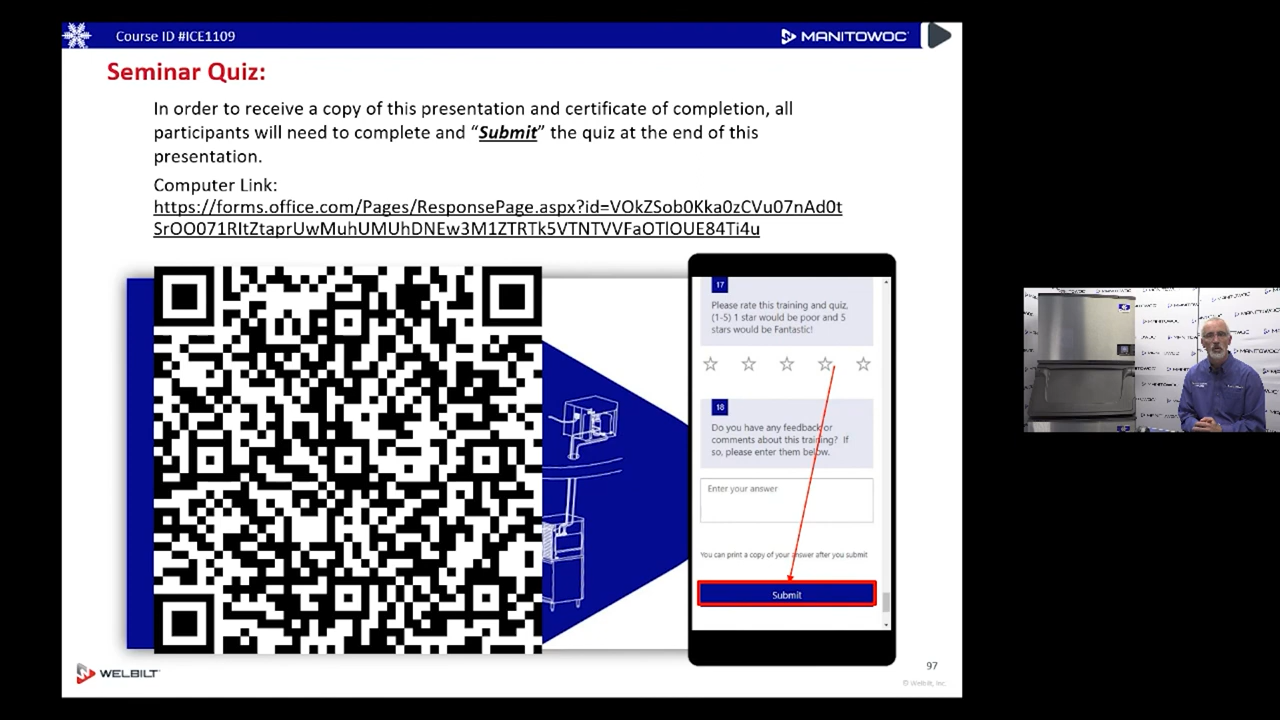 Course ID #ICE1109
MANITOWOC
Seminar Quiz:
In order to receive a copy of this presentation and certificate of completion, all
participants will need to complete and “Submit” the quiz at the end of this
presentation.
Computer Link:
https://forms.office.com/Pages/ResponsePage.aspx?id=VOkZSob0Kka0zCVu07nAd0t
SrOO071RItZtaprUwMuhUMUhDNEw3M1ZTRTk5VTNTVVFaOTlOUE84Ti4u
17
Please rate this training and quiz,
(1-5) 1 star would be poor and 5
stars would be Fantastic!
18
Do you have any feedback or
comments about this training? If
so, please enter them below.
Enter your answer
You can print a copy of your answer after you submit
Submit
WELBILT
97
© Welbilt, Inc.
MANITOWOC
MANITOWOC
MANITOWOC